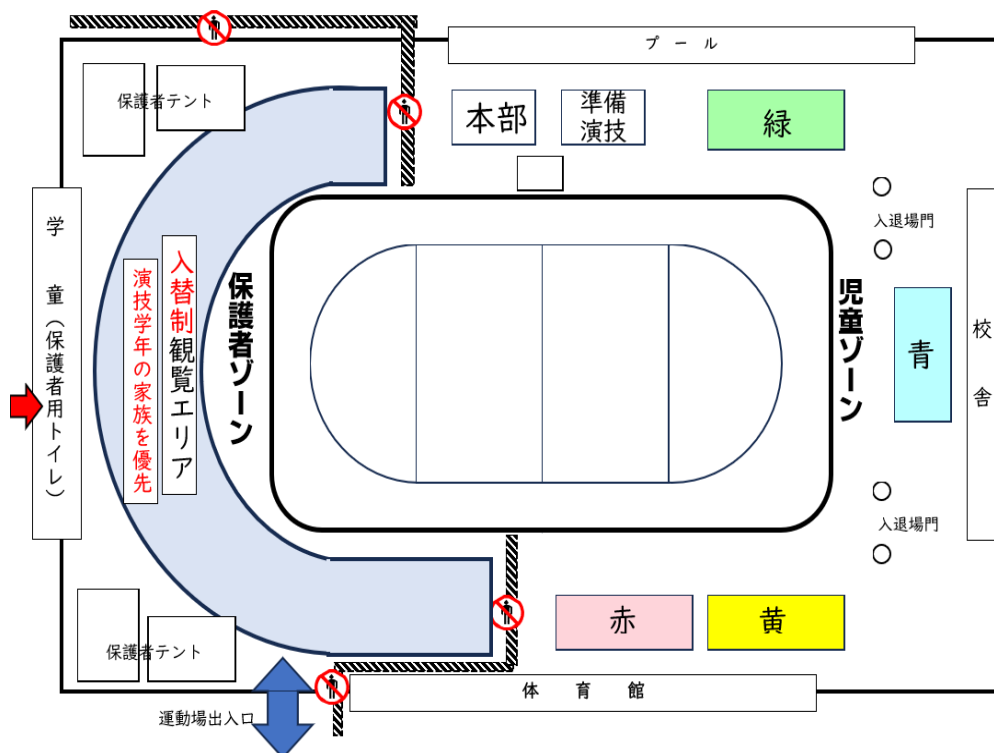 プール
保護者テント
本部
準備
演技
緑
入退場門
学童（保護者用トイレ）
演技学年の家族を優先
入替制観覧エリア
保護者ゾーン
児童ゾーン
青
校舎
入退場門
赤
黄
保護者テント
体育館
運動場出入口